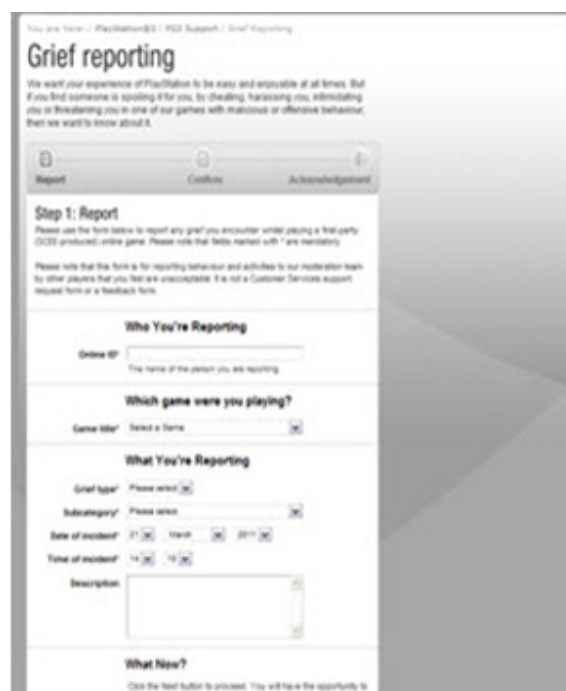 You are here: / PlayStation®3 / PS3 Support / Grief Reporting
Grief reporting
We want your experience of PlayStation to be easy and enjoyable at all times. But
if you find someone is spoiling it for you, by cheating, harassing you, intimidating
you or threatening you in one of our games with malicious or offensive behaviour,
then we want to know about it.
Report Confirm Acknowledgement
Step 1: Report
Please use the form below to report any grief you encounter whilst playing a first-party
(SCEE produced) online game. Please note that fields marked with * are mandatory.
Please note that this form is for reporting behaviour and activities to our moderation team
by other players that you feel are unacceptable. It is not a Customer Services support
request form or a feedback form.
Who You're Reporting
Online ID*
The name of the person you are reporting
Which game were you playing?
Game title* Select a Game
What You're Reporting
Grief type* Please select
Subcategory* Please select
Date of incident* 21 March 2011
Time of incident* 14
Description
What Now?
Click the Next button to proceed. You will have the opportunity to